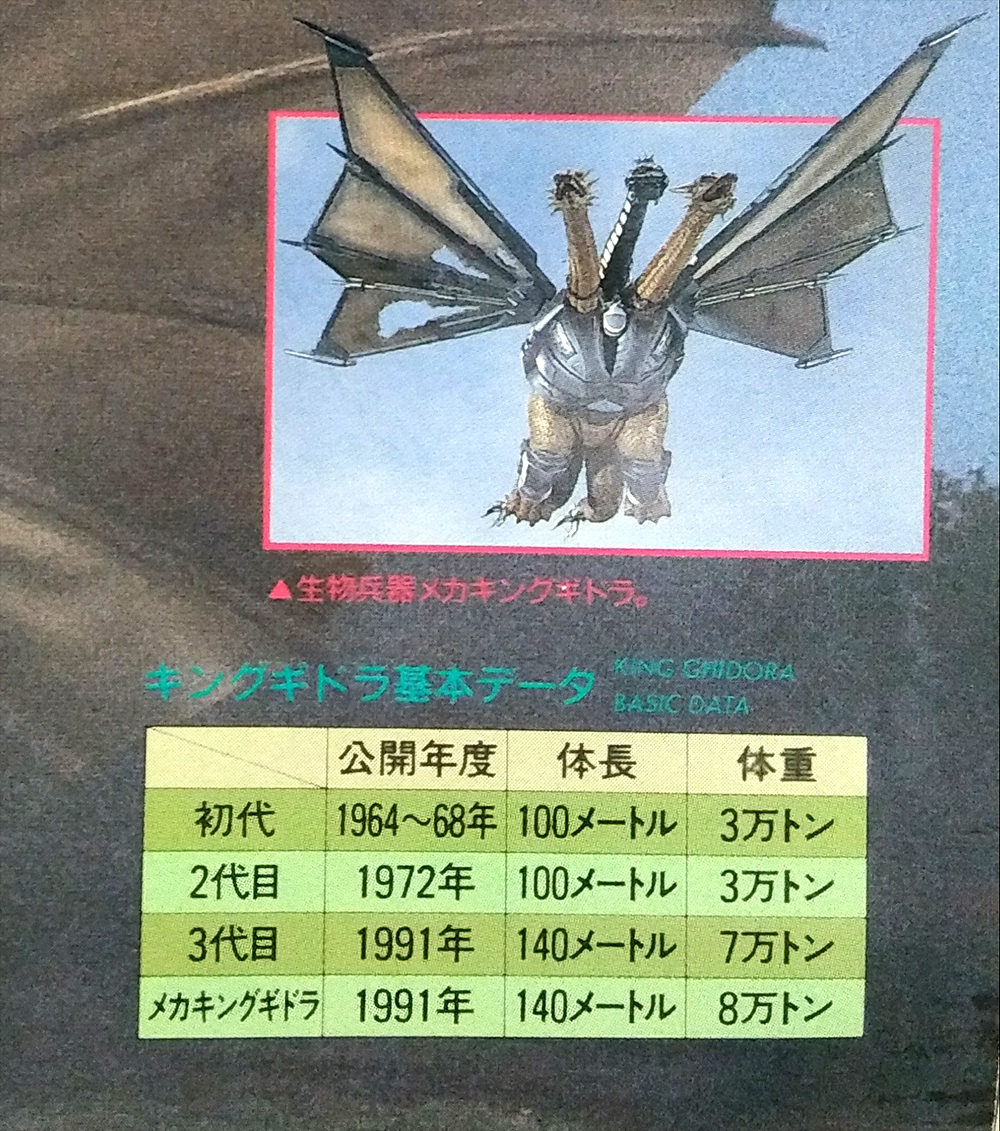 ▲生物兵器メカキングギドラ。
キングギドラ基本データ
KING GHIDORA
BASIC DATA
公開年度 体長 体重
初代 1964〜68年 100メートル 3万トン
2代目 1972年 100メートル 3万トン
3代目 1991年 140メートル 7万トン
メカキングギドラ 1991年 140メートル 8万トン